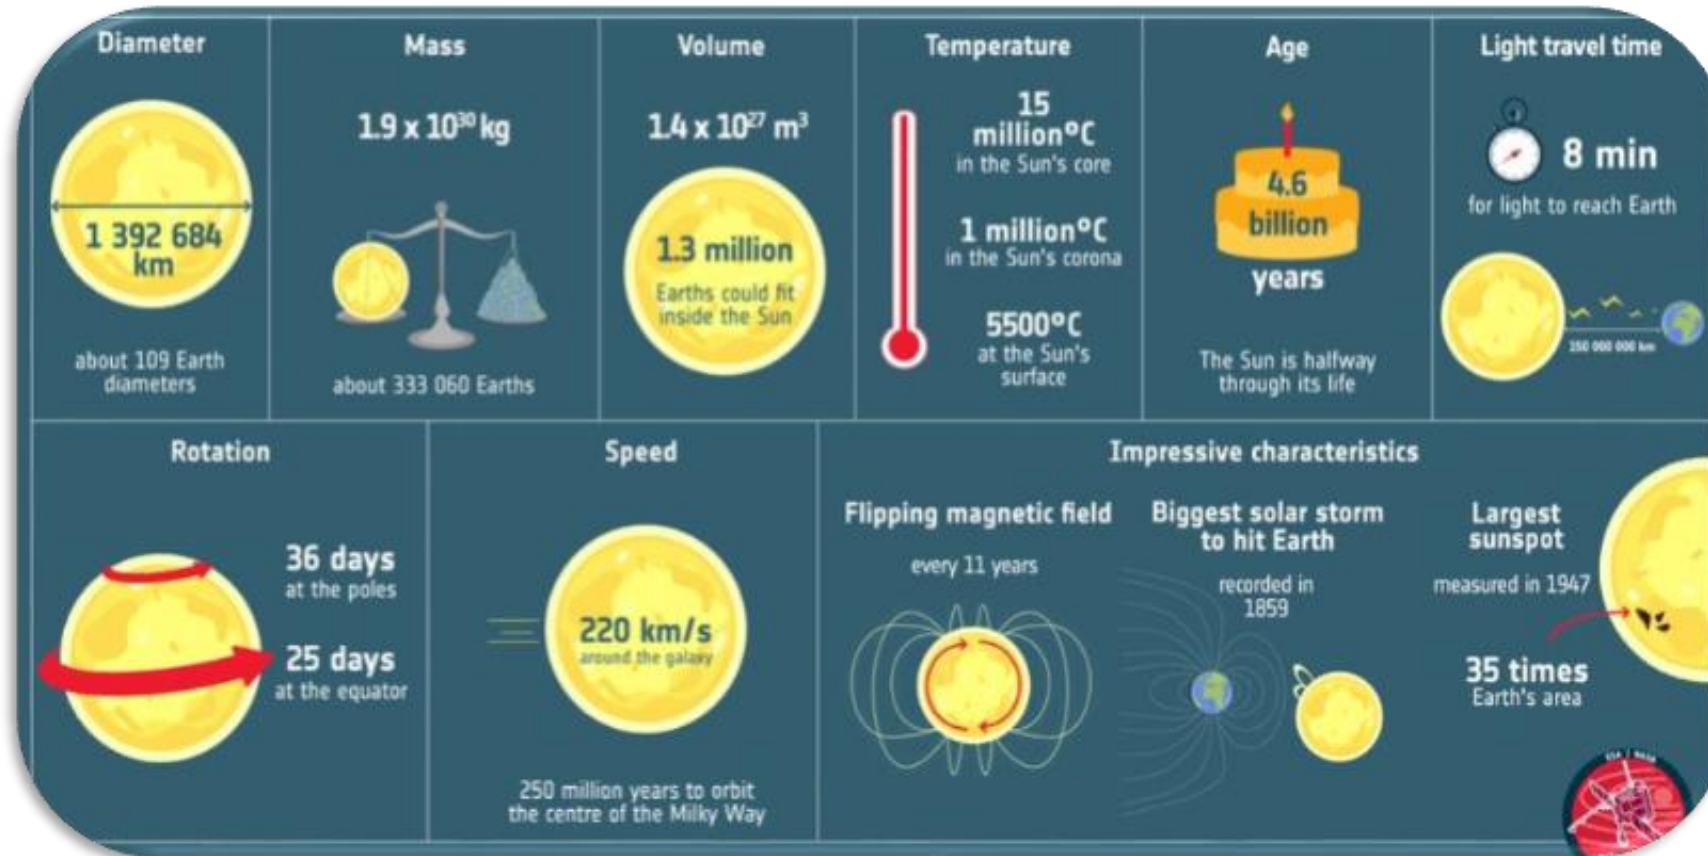 Diameter
1 392 684
km
about 109 Earth
diameters
Mass
1.9 x 10³⁰ kg
about 333 060 Earths
Volume
1.4 x 10²⁷ m³
1.3 million
Earths could fit
inside the Sun
Temperature
15
million°C
in the Sun's core
1 million°C
in the Sun's corona
5500°C
at the Sun's
surface
Age
4.6
billion
years
The Sun is halfway
through its life
Light travel time
8 min
for light to reach Earth
150 000 000 km
Rotation
36 days
at the poles
25 days
at the equator
Speed
220 km/s
around the galaxy
250 million years to orbit
the centre of the Milky Way
Impressive characteristics
Flipping magnetic field
every 11 years
Biggest solar storm
to hit Earth
recorded in
1859
Largest
sunspot
measured in 1947
35 times
Earth's area